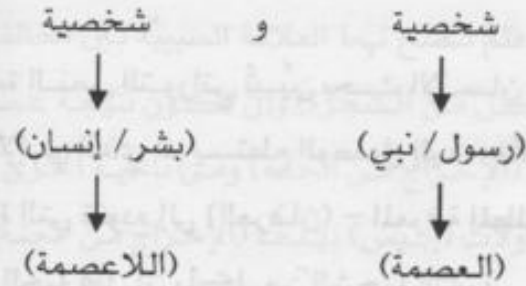 شخصية و شخصية
(رسول/ نبي) (بشر/ إنسان)
(العصمة) (اللاعصمة)